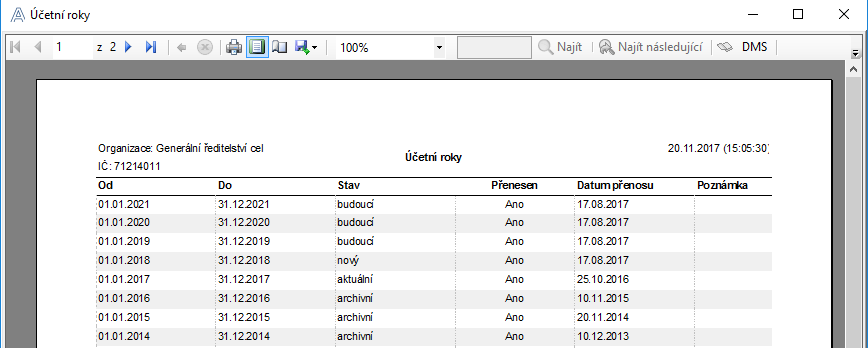 Účetní roky
1 z 2 100% Najít Najít následující DMS
Organizace: Generální ředitelství cel 20.11.2017 (15:05:30)
Účetní roky
IČ: 71214011
Od Do Stav Přenesen Datum přenosu Poznámka
01.01.2021 31.12.2021 budoucí Ano 17.08.2017
01.01.2020 31.12.2020 budoucí Ano 17.08.2017
01.01.2019 31.12.2019 budoucí Ano 17.08.2017
01.01.2018 31.12.2018 nový Ano 17.08.2017
01.01.2017 31.12.2017 aktuální Ano 25.10.2016
01.01.2016 31.12.2016 archivní Ano 10.11.2015
01.01.2015 31.12.2015 archivní Ano 20.11.2014
01.01.2014 31.12.2014 archivní Ano 10.12.2013